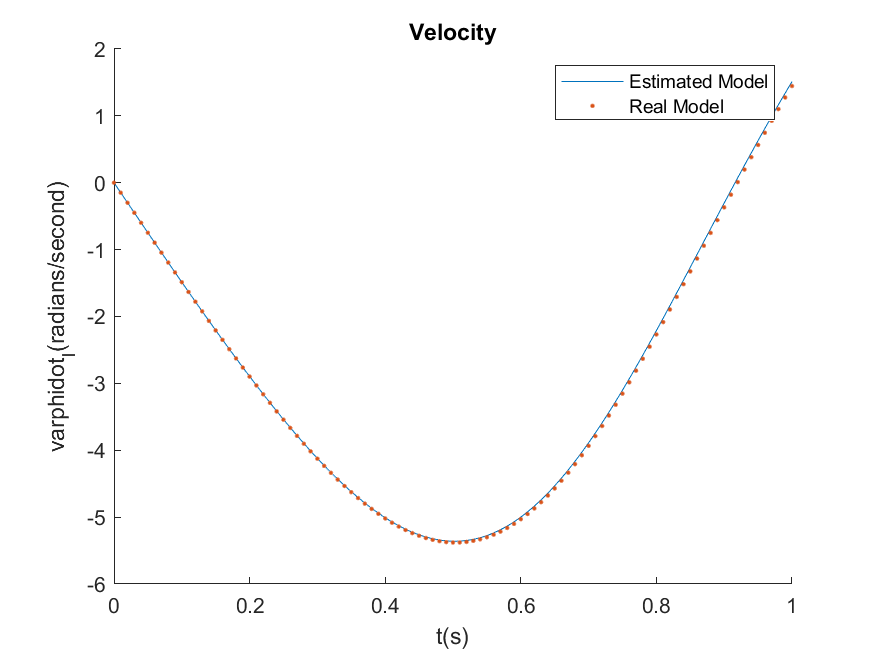 Velocity
2
1
0
-1
-2
-3
-4
-5
-6
varphidot_l(radians/second)
Estimated Model
Real Model
0 0.2 0.4 0.6 0.8 1
t(s)